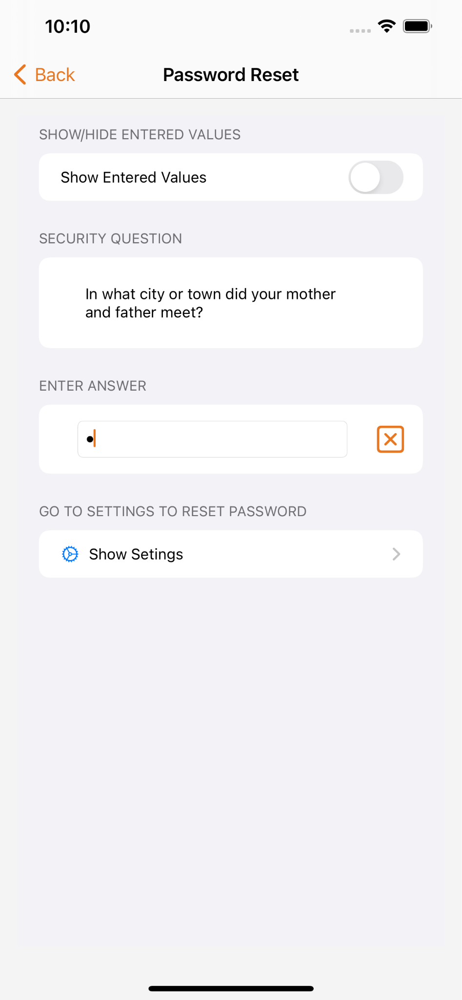 10:10
Back
Password Reset
SHOW/HIDE ENTERED VALUES
Show Entered Values
SECURITY QUESTION
In what city or town did your mother
and father meet?
ENTER ANSWER
GO TO SETTINGS TO RESET PASSWORD
Show Setings